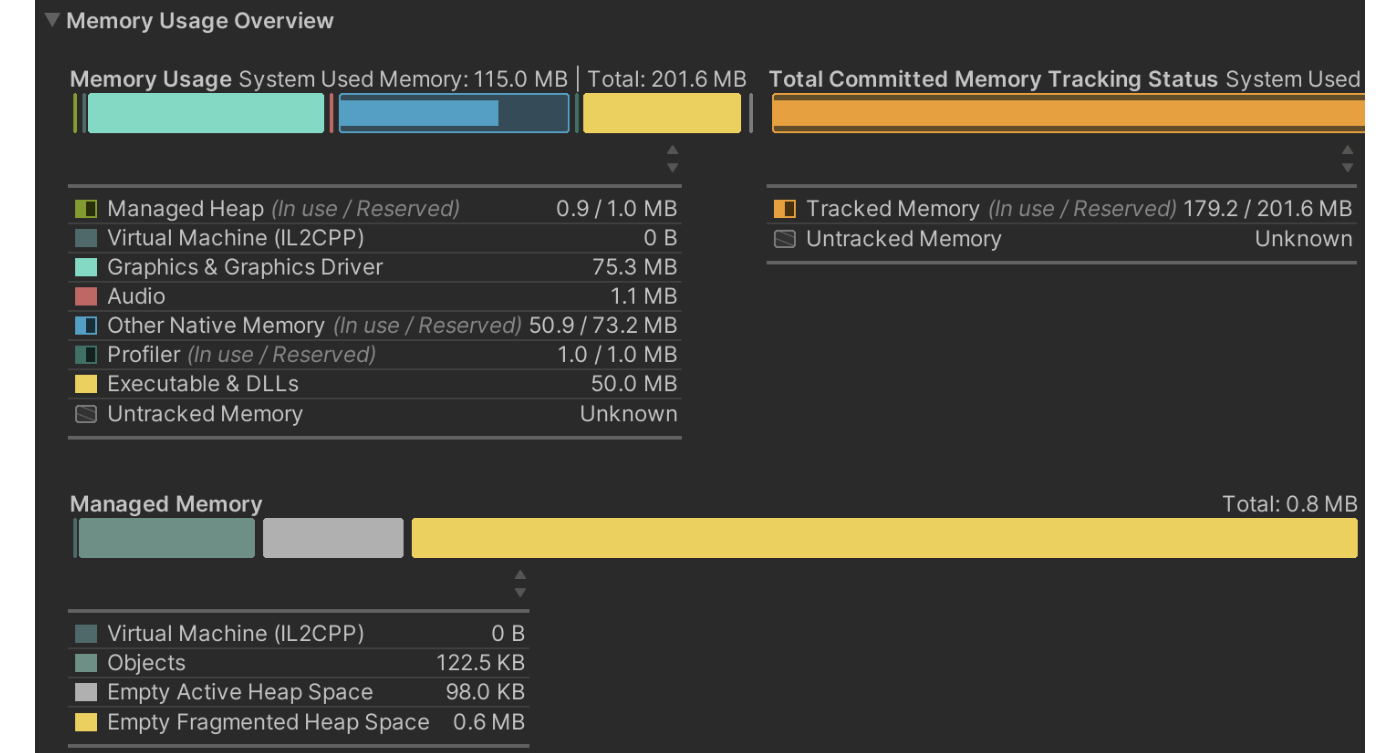 Memory Usage Overview
Memory Usage System Used Memory: 115.0 MB | Total: 201.6 MB
Managed Heap (In use / Reserved) 0.9 / 1.0 MB
Virtual Machine (IL2CPP) 0 B
Graphics & Graphics Driver 75.3 MB
Audio 1.1 MB
Other Native Memory (In use / Reserved) 50.9 / 73.2 MB
Profiler (In use / Reserved) 1.0 / 1.0 MB
Executable & DLLs 50.0 MB
Untracked Memory Unknown
Total Committed Memory Tracking Status System Used
Tracked Memory (In use / Reserved) 179.2 / 201.6 MB
Untracked Memory Unknown
Managed Memory Total: 0.8 MB
Virtual Machine (IL2CPP) 0 B
Objects 122.5 KB
Empty Active Heap Space 98.0 KB
Empty Fragmented Heap Space 0.6 MB